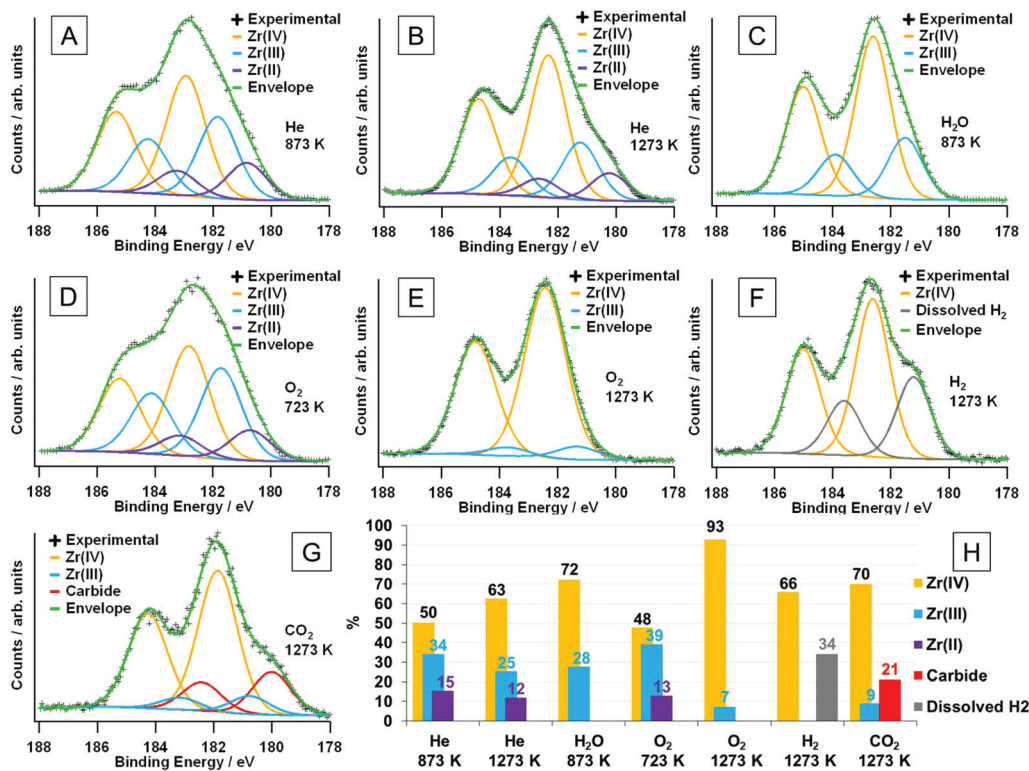 A
Experimental
Zr(IV)
Zr(III)
Zr(II)
Envelope
He
873 K
Counts / arb. units
188 186 184 182 180 178
Binding Energy / eV
B
Experimental
Zr(IV)
Zr(III)
Zr(II)
Envelope
He
1273 K
Counts / arb. units
188 186 184 182 180 178
Binding Energy / eV
C
Experimental
Zr(IV)
Zr(III)
Envelope
H₂O
873 K
Counts / arb. units
188 186 184 182 180 178
Binding Energy / eV
D
Experimental
Zr(IV)
Zr(III)
Zr(II)
Envelope
O₂
723 K
Counts / arb. units
188 186 184 182 180 178
Binding Energy / eV
E
Experimental
Zr(IV)
Zr(III)
Envelope
O₂
1273 K
Counts / arb. units
188 186 184 182 180 178
Binding Energy / eV
F
Experimental
Zr(IV)
Dissolved H₂
Envelope
H₂
1273 K
Counts / arb. units
188 186 184 182 180 178
Binding Energy / eV
G
Experimental
Zr(IV)
Zr(III)
Carbide
Envelope
CO₂
1273 K
Counts / arb. units
188 186 184 182 180 178
Binding Energy / eV
H
%
100
90
80
70
60
50
40
30
20
10
0
50 34 15
63 25 12
72 28
48 39 13
93 7
66 34
70 9 21
He He H₂O O₂ O₂ H₂ CO₂
873 K 1273 K 873 K 723 K 1273 K 1273 K 1273 K
Zr(IV)
Zr(III)
Zr(II)
Carbide
Dissolved H2